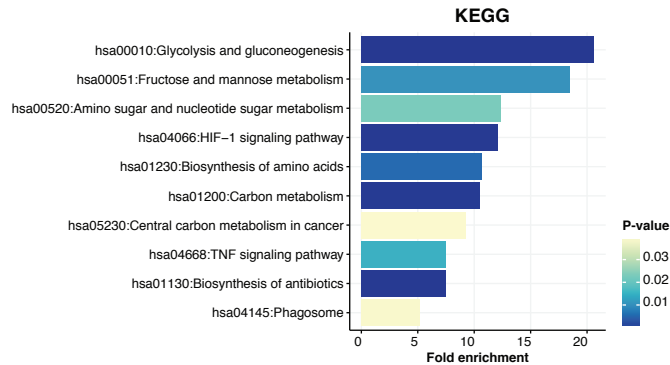 KEGG
hsa00010:Glycolysis and gluconeogenesis
hsa00051:Fructose and mannose metabolism
hsa00520:Amino sugar and nucleotide sugar metabolism
hsa04066:HIF−1 signaling pathway
hsa01230:Biosynthesis of amino acids
hsa01200:Carbon metabolism
hsa05230:Central carbon metabolism in cancer
hsa04668:TNF signaling pathway
hsa01130:Biosynthesis of antibiotics
hsa04145:Phagosome
0 5 10 15 20
Fold enrichment
P-value
0.03
0.02
0.01